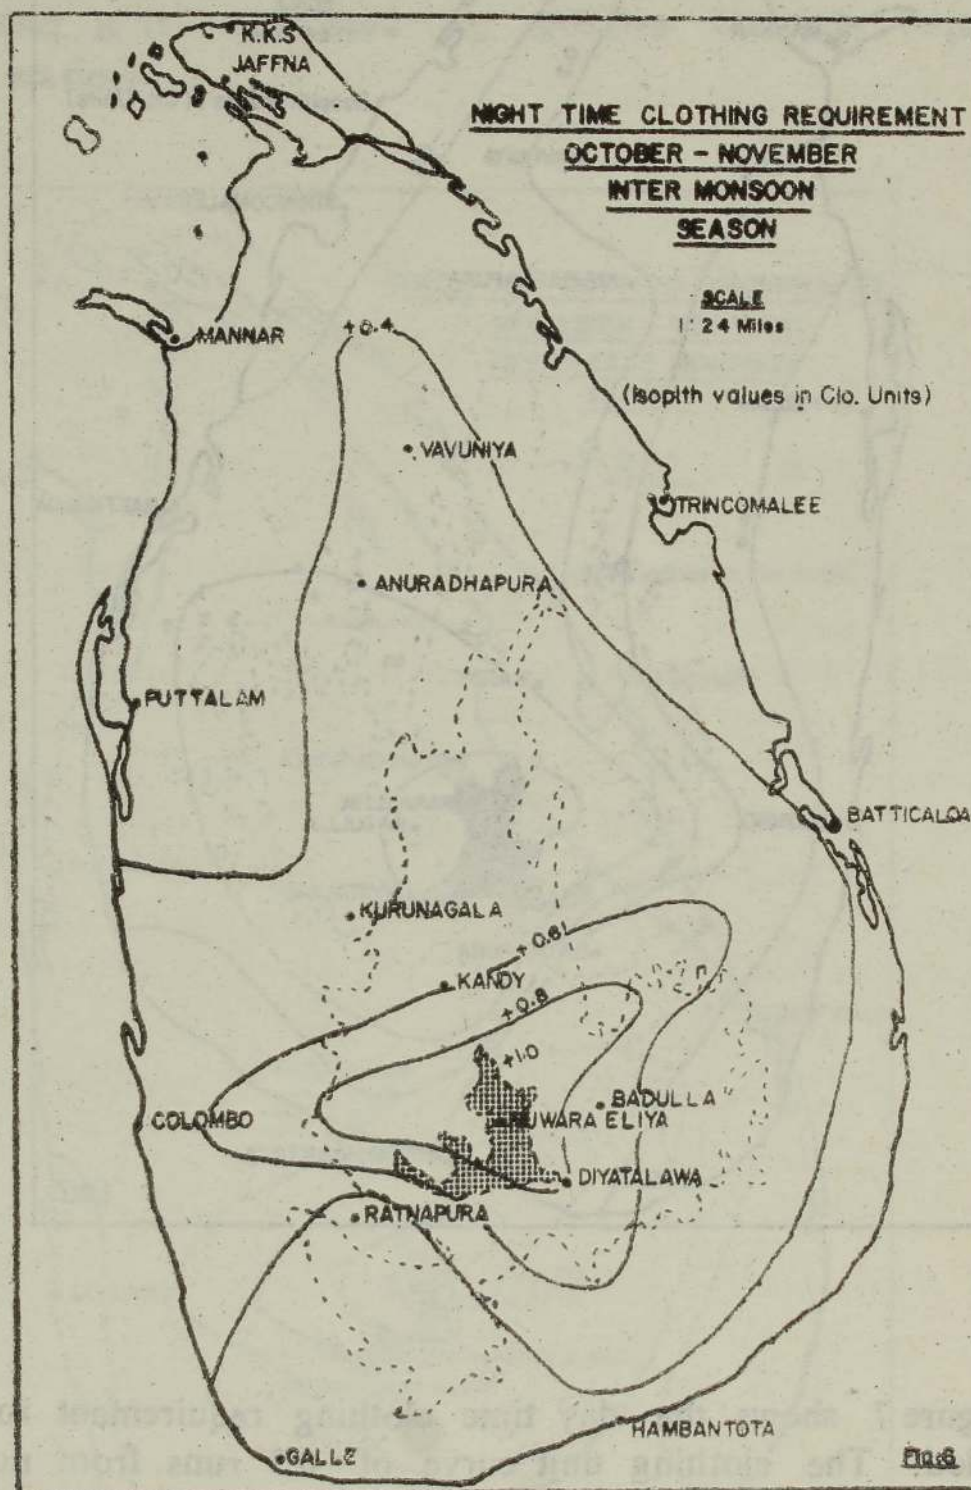 K.K.S
JAFFNA
NIGHT TIME CLOTHING REQUIREMENT
OCTOBER - NOVEMBER
INTER MONSOON
SEASON
SCALE
1: 24 Miles
(Isoplth values in Clo. Units)
MANNAR
+0.4
VAVUNIYA
TRINCOMALEE
ANURADHAPURA
PUTTALAM
BATTICALOA
KURUNAGALA
+0.6
KANDY
+0.8
+1.0
COLOMBO
BADULLA
NUWARA ELIYA
DIYATALAWA
RATNAPURA
HAMBANTOTA
GALLE
Fig:6